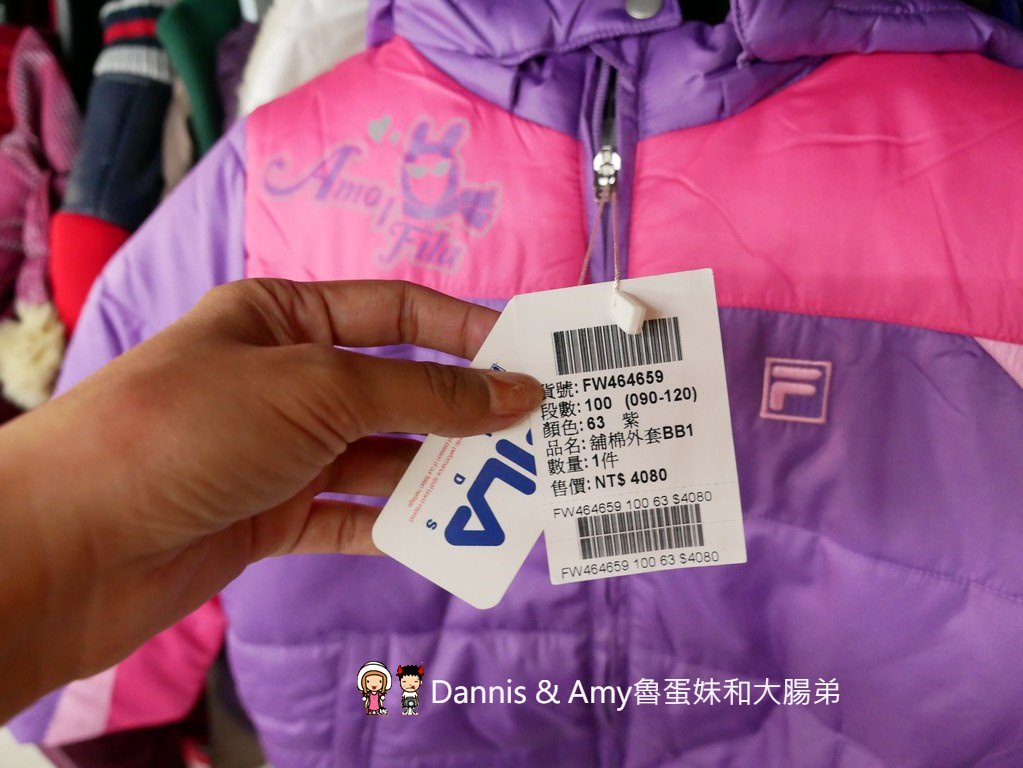 Amo!
Fila
F
貨號: FW464659
段數: 100 (090-120)
顏色: 63 紫
品名: 舖棉外套BB1
數量: 1件
售價: NT$ 4080
FW464659 100 63 $4080
FW464659 100 63 $4080
FILA
Dannis & Amy魯蛋妹和大腸弟